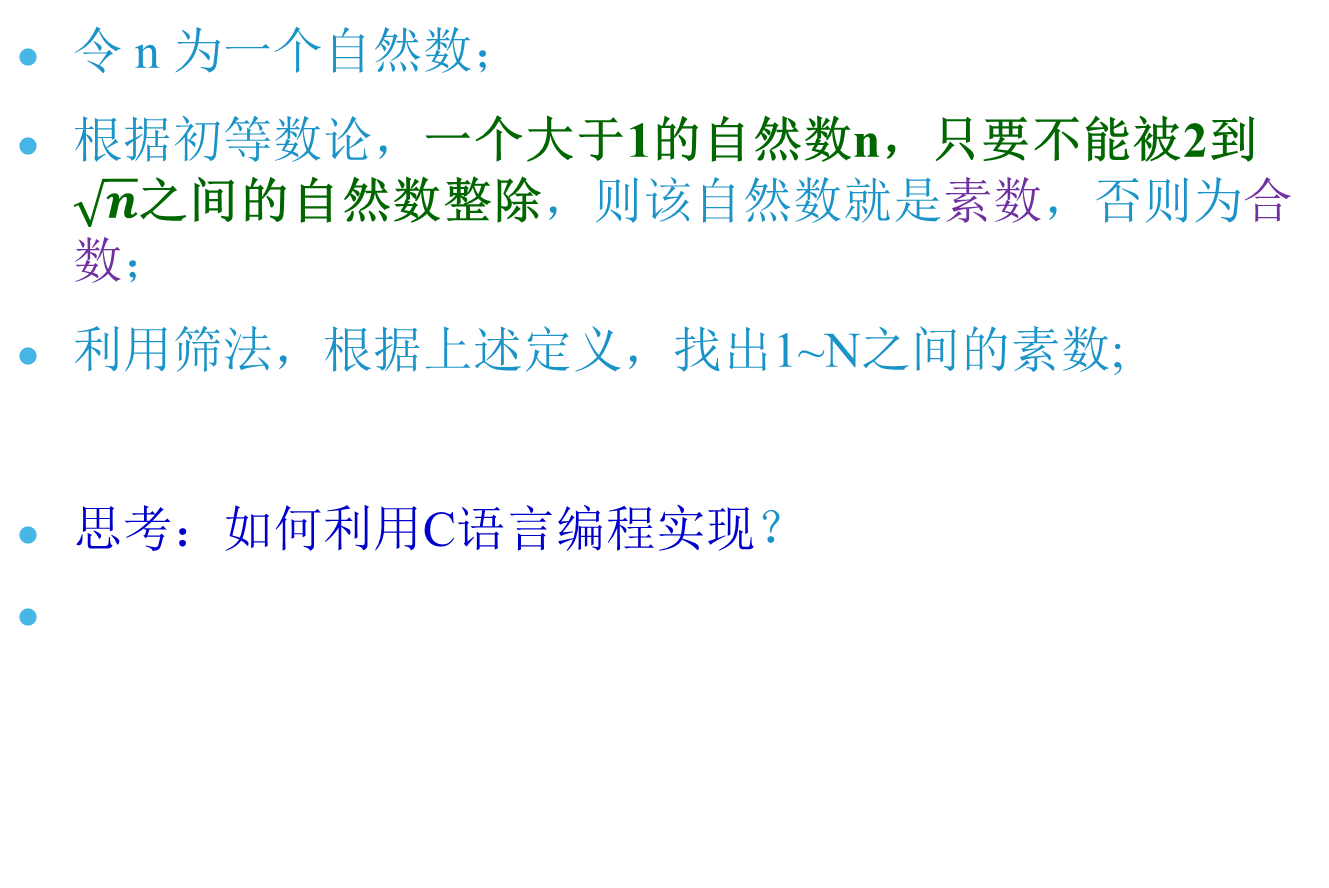 • 令 n 为一个自然数；
• 根据初等数论，一个大于1的自然数n，只要不能被2到
√n之间的自然数整除，则该自然数就是素数，否则为合
数；
• 利用筛法，根据上述定义，找出1~N之间的素数;
• 思考：如何利用C语言编程实现？
•